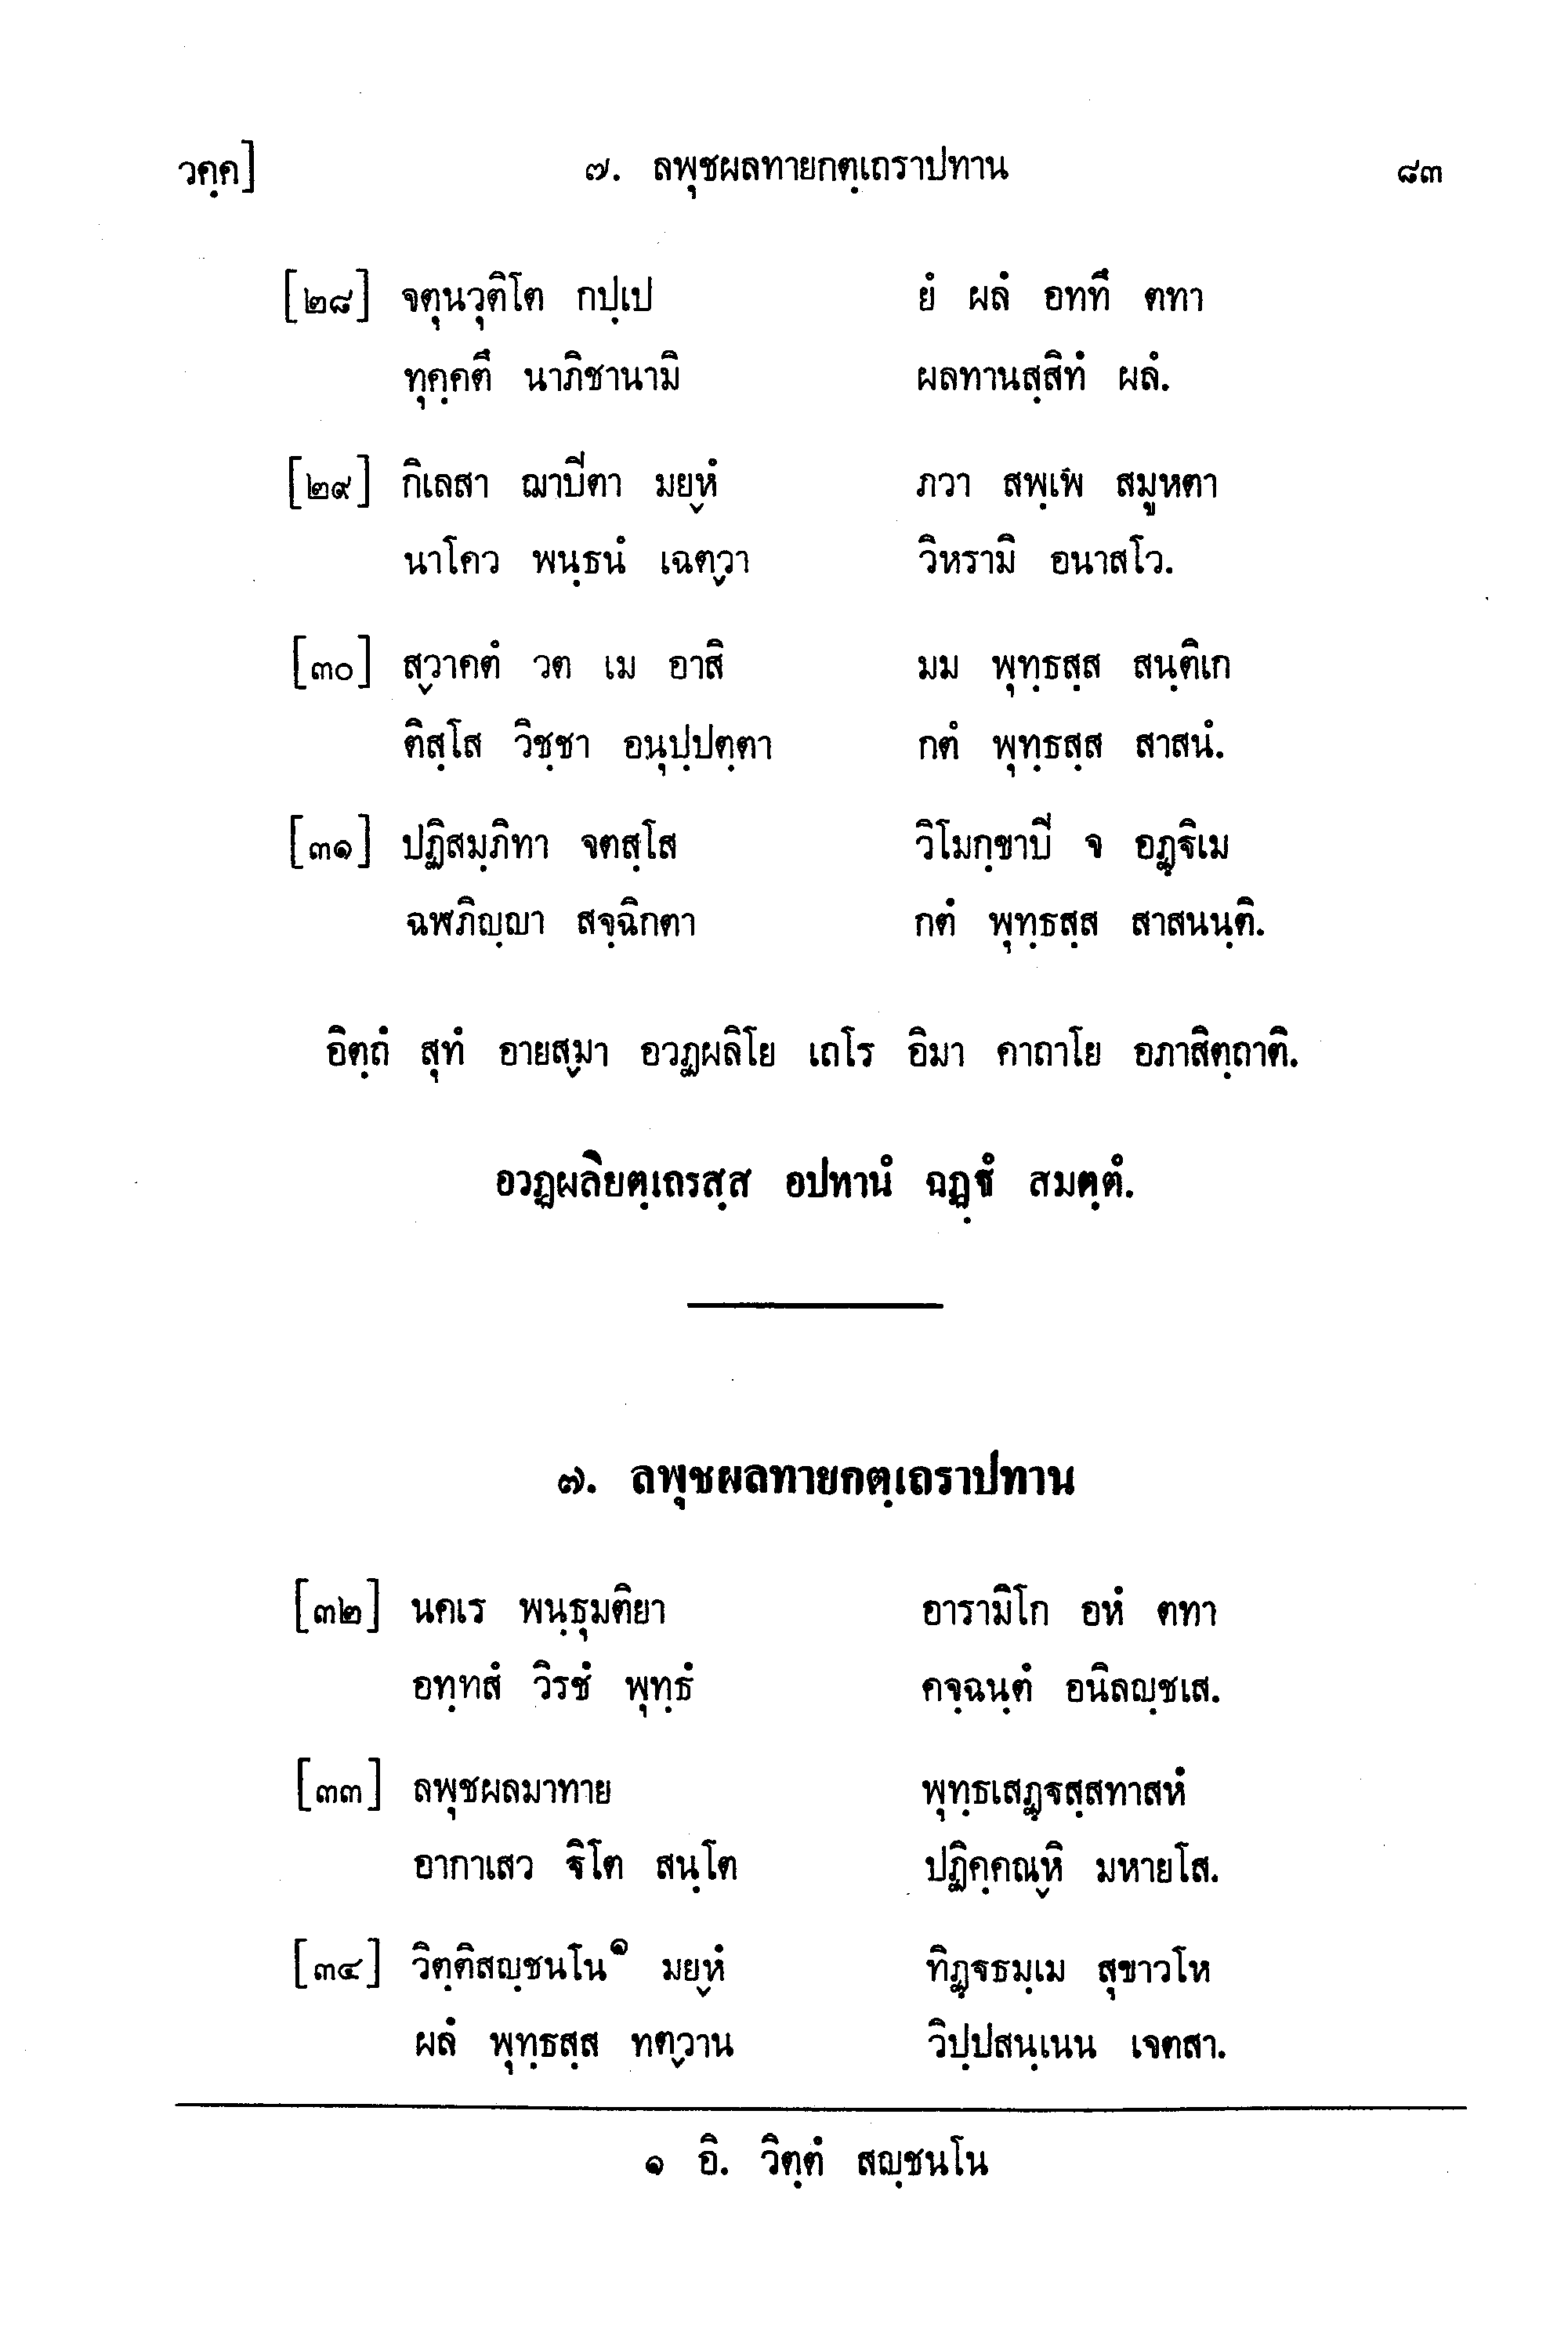 วคฺค] ๗. ลพุชผลทายกตฺเถราปทาน ๘๓
[๒๘] จตุนวุติโต กปฺเป ยํ ผลํ อททึ ตทา
ทุคฺคตึ นาภิชานามิ ผลทานสฺสิทํ ผลํ.
[๒๙] กิเลสา ฌาปิตา มยฺหํ ภวา สพฺเพ สมูหตา
นาโคว พนฺธนํ เฉตฺวา วิหรามิ อนาสโว.
[๓๐] สฺวาคตํ วต เม อาสิ มม พุทฺธสฺส สนฺติเก
ติสฺโส วิชฺชา อนุปฺปตฺตา กตํ พุทฺธสฺส สาสนํ.
[๓๑] ปฏิสมฺภิทา จตสฺโส วิโมกฺขาปิ จ อฏฺฐิเม
ฉฬภิญฺญา สจฺฉิกตา กตํ พุทฺธสฺส สาสนนฺติ.
อิตฺถํ สุทํ อายสฺมา อวฏผลิโย เถโร อิมา คาถาโย อภาสิตฺถาติ.
อวฏผลิยตฺเถรสฺส อปทานํ ฉฏฺฐํ สมตฺตํ.
๗. ลพุชผลทายกตฺเถราปทาน
[๓๒] นคเร พนฺธุมติยา อารามิโก อหํ ตทา
อทฺทสํ วิรชํ พุทฺธํ คจฺฉนฺตํ อนิลญฺชเส.
[๓๓] ลพุชผลมาทาย พุทฺธเสฏฺฐสฺสทาสหํ
อากาเสว ฐิโต สนฺโต ปฏิคฺคณฺหิ มหายโส.
[๓๔] วิตฺติสญฺชนโน๑ มยฺหํ ทิฏฺฐธมฺเม สุขาวโห
ผลํ พุทฺธสฺส ทตฺวาน วิปฺปสนฺเนน เจตสา.
๑ อิ. วิตฺตํ สญฺชนโน